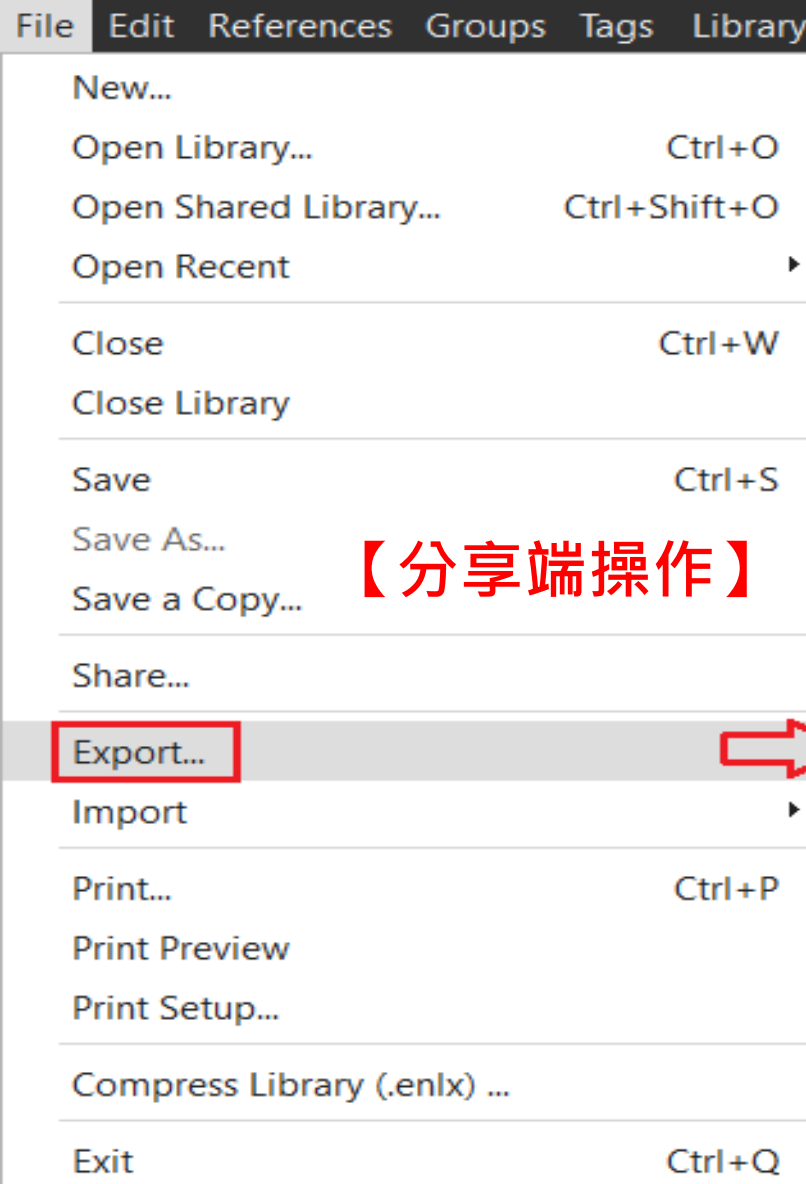 File Edit References Groups Tags Library
New...
Open Library... Ctrl+O
Open Shared Library... Ctrl+Shift+O
Open Recent
Close Ctrl+W
Close Library
Save Ctrl+S
Save As...
【分享端操作】
Save a Copy...
Share...
Export...
Import
Print... Ctrl+P
Print Preview
Print Setup...
Compress Library (.enlx) ...
Exit Ctrl+Q